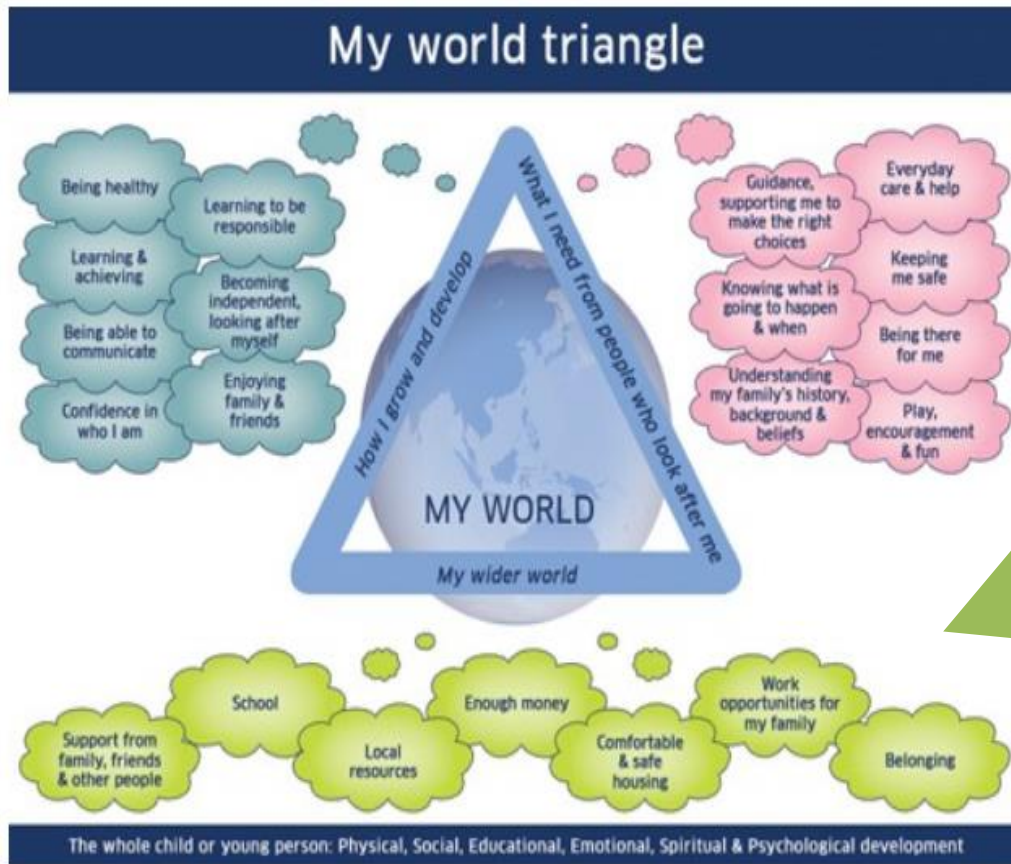 My world triangle
Being healthy
Learning to be
responsible
Learning &
achieving
Becoming
independent,
looking after
myself
Being able to
communicate
Enjoying
family &
friends
Confidence in
who I am
How I grow and develop
What I need from people who look after me
MY WORLD
My wider world
Guidance,
supporting me to
make the right
choices
Everyday
care & help
Knowing what is
going to happen
& when
Keeping
me safe
Understanding
my family's history,
background &
beliefs
Being there
for me
Play,
encouragement
& fun
Support from
family, friends
& other people
School
Local
resources
Enough money
Comfortable
& safe
housing
Work
opportunities for
my family
Belonging
The whole child or young person: Physical, Social, Educational, Emotional, Spiritual & Psychological development